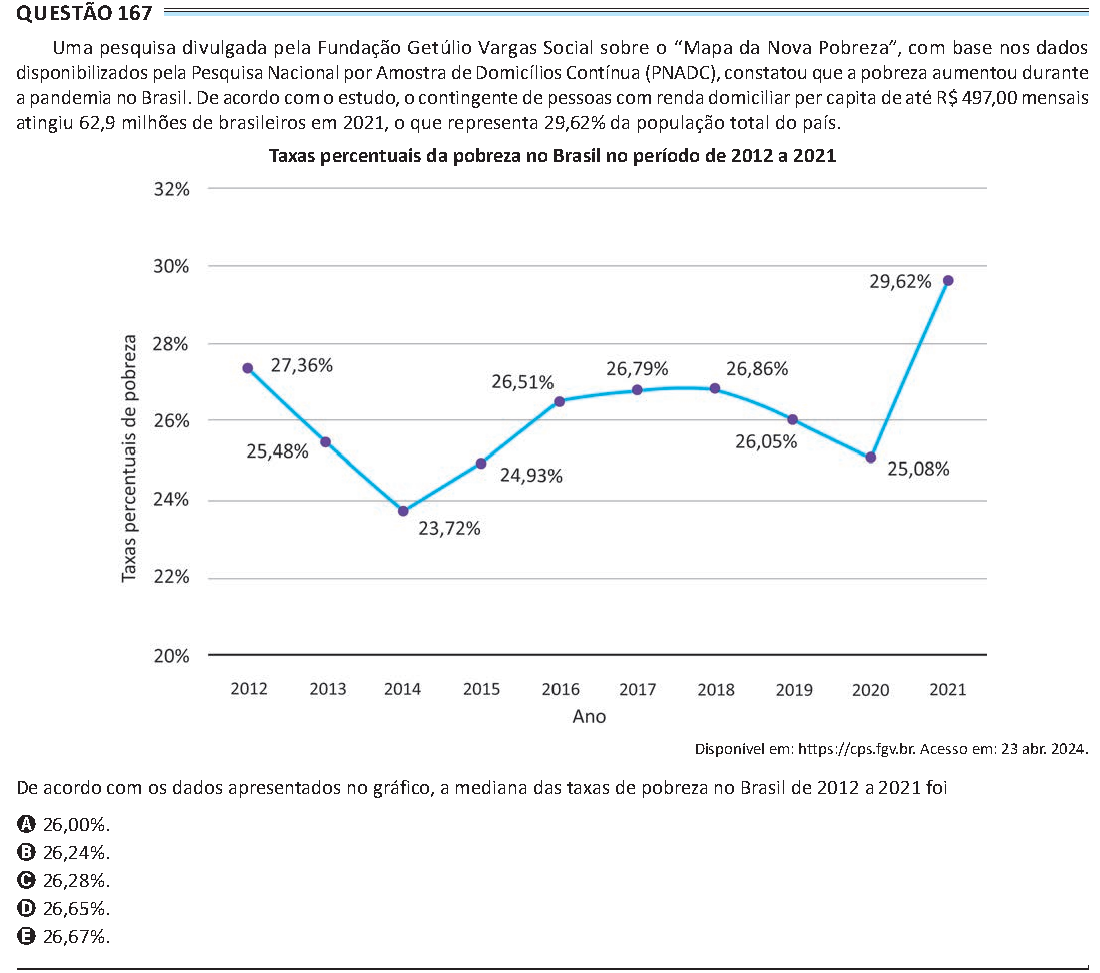 QUESTÃO 167
Uma pesquisa divulgada pela Fundação Getúlio Vargas Social sobre o “Mapa da Nova Pobreza”, com base nos dados
disponibilizados pela Pesquisa Nacional por Amostra de Domicílios Contínua (PNADC), constatou que a pobreza aumentou durante
a pandemia no Brasil. De acordo com o estudo, o contingente de pessoas com renda domiciliar per capita de até R$ 497,00 mensais
atingiu 62,9 milhões de brasileiros em 2021, o que representa 29,62% da população total do país.
Taxas percentuais da pobreza no Brasil no período de 2012 a 2021
Taxas percentuais de pobreza
32%
30%
28%
26%
24%
22%
20%
27,36%
25,48%
23,72%
24,93%
26,51%
26,79%
26,86%
26,05%
25,08%
29,62%
2012 2013 2014 2015 2016 2017 2018 2019 2020 2021
Ano
Disponível em: https://cps.fgv.br. Acesso em: 23 abr. 2024.
De acordo com os dados apresentados no gráfico, a mediana das taxas de pobreza no Brasil de 2012 a 2021 foi
A 26,00%.
B 26,24%.
C 26,28%.
D 26,65%.
E 26,67%.